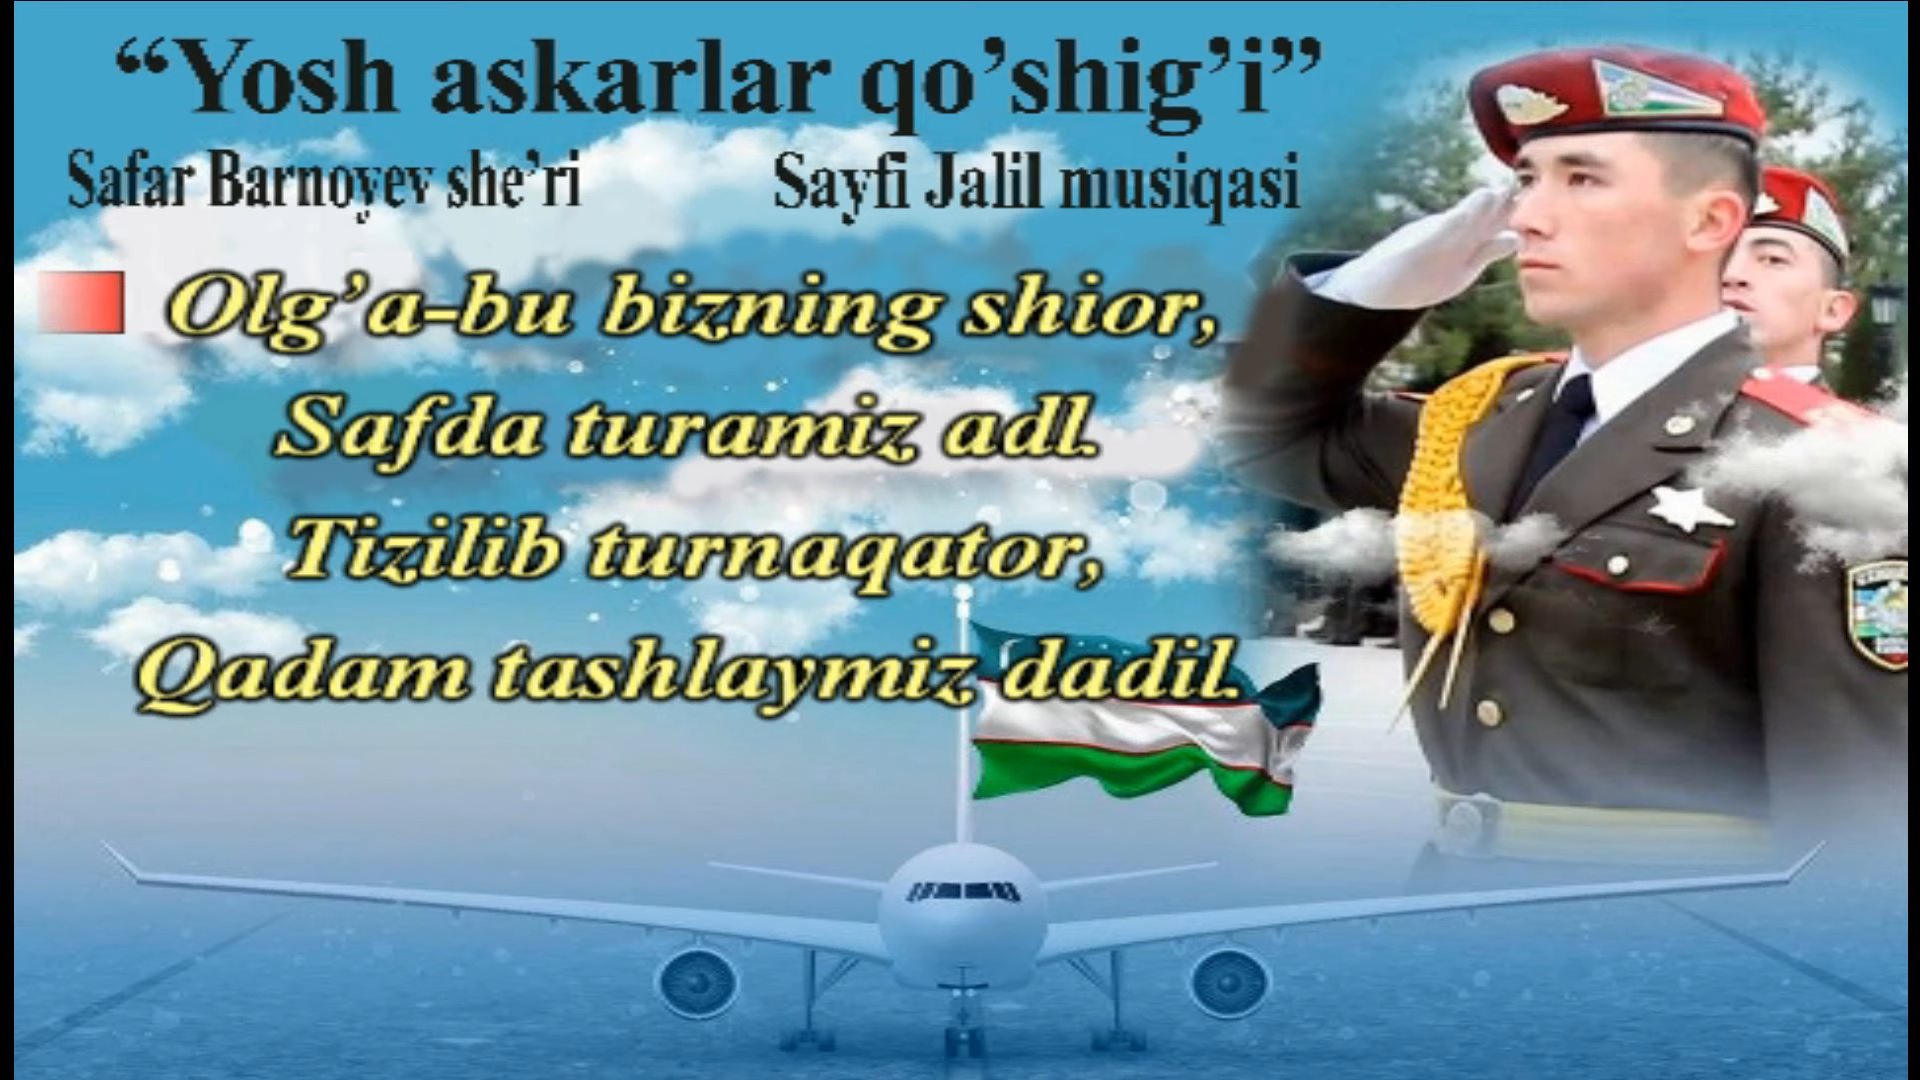 “Yosh askarlar qo’shig’i”
Safar Barnoyev she’ri Sayfi Jalil musiqasi
Olg’a-bu bizning shior,
Safda turamiz adl.
Tizilib turnaqator,
Qadam tashlaymiz dadil.